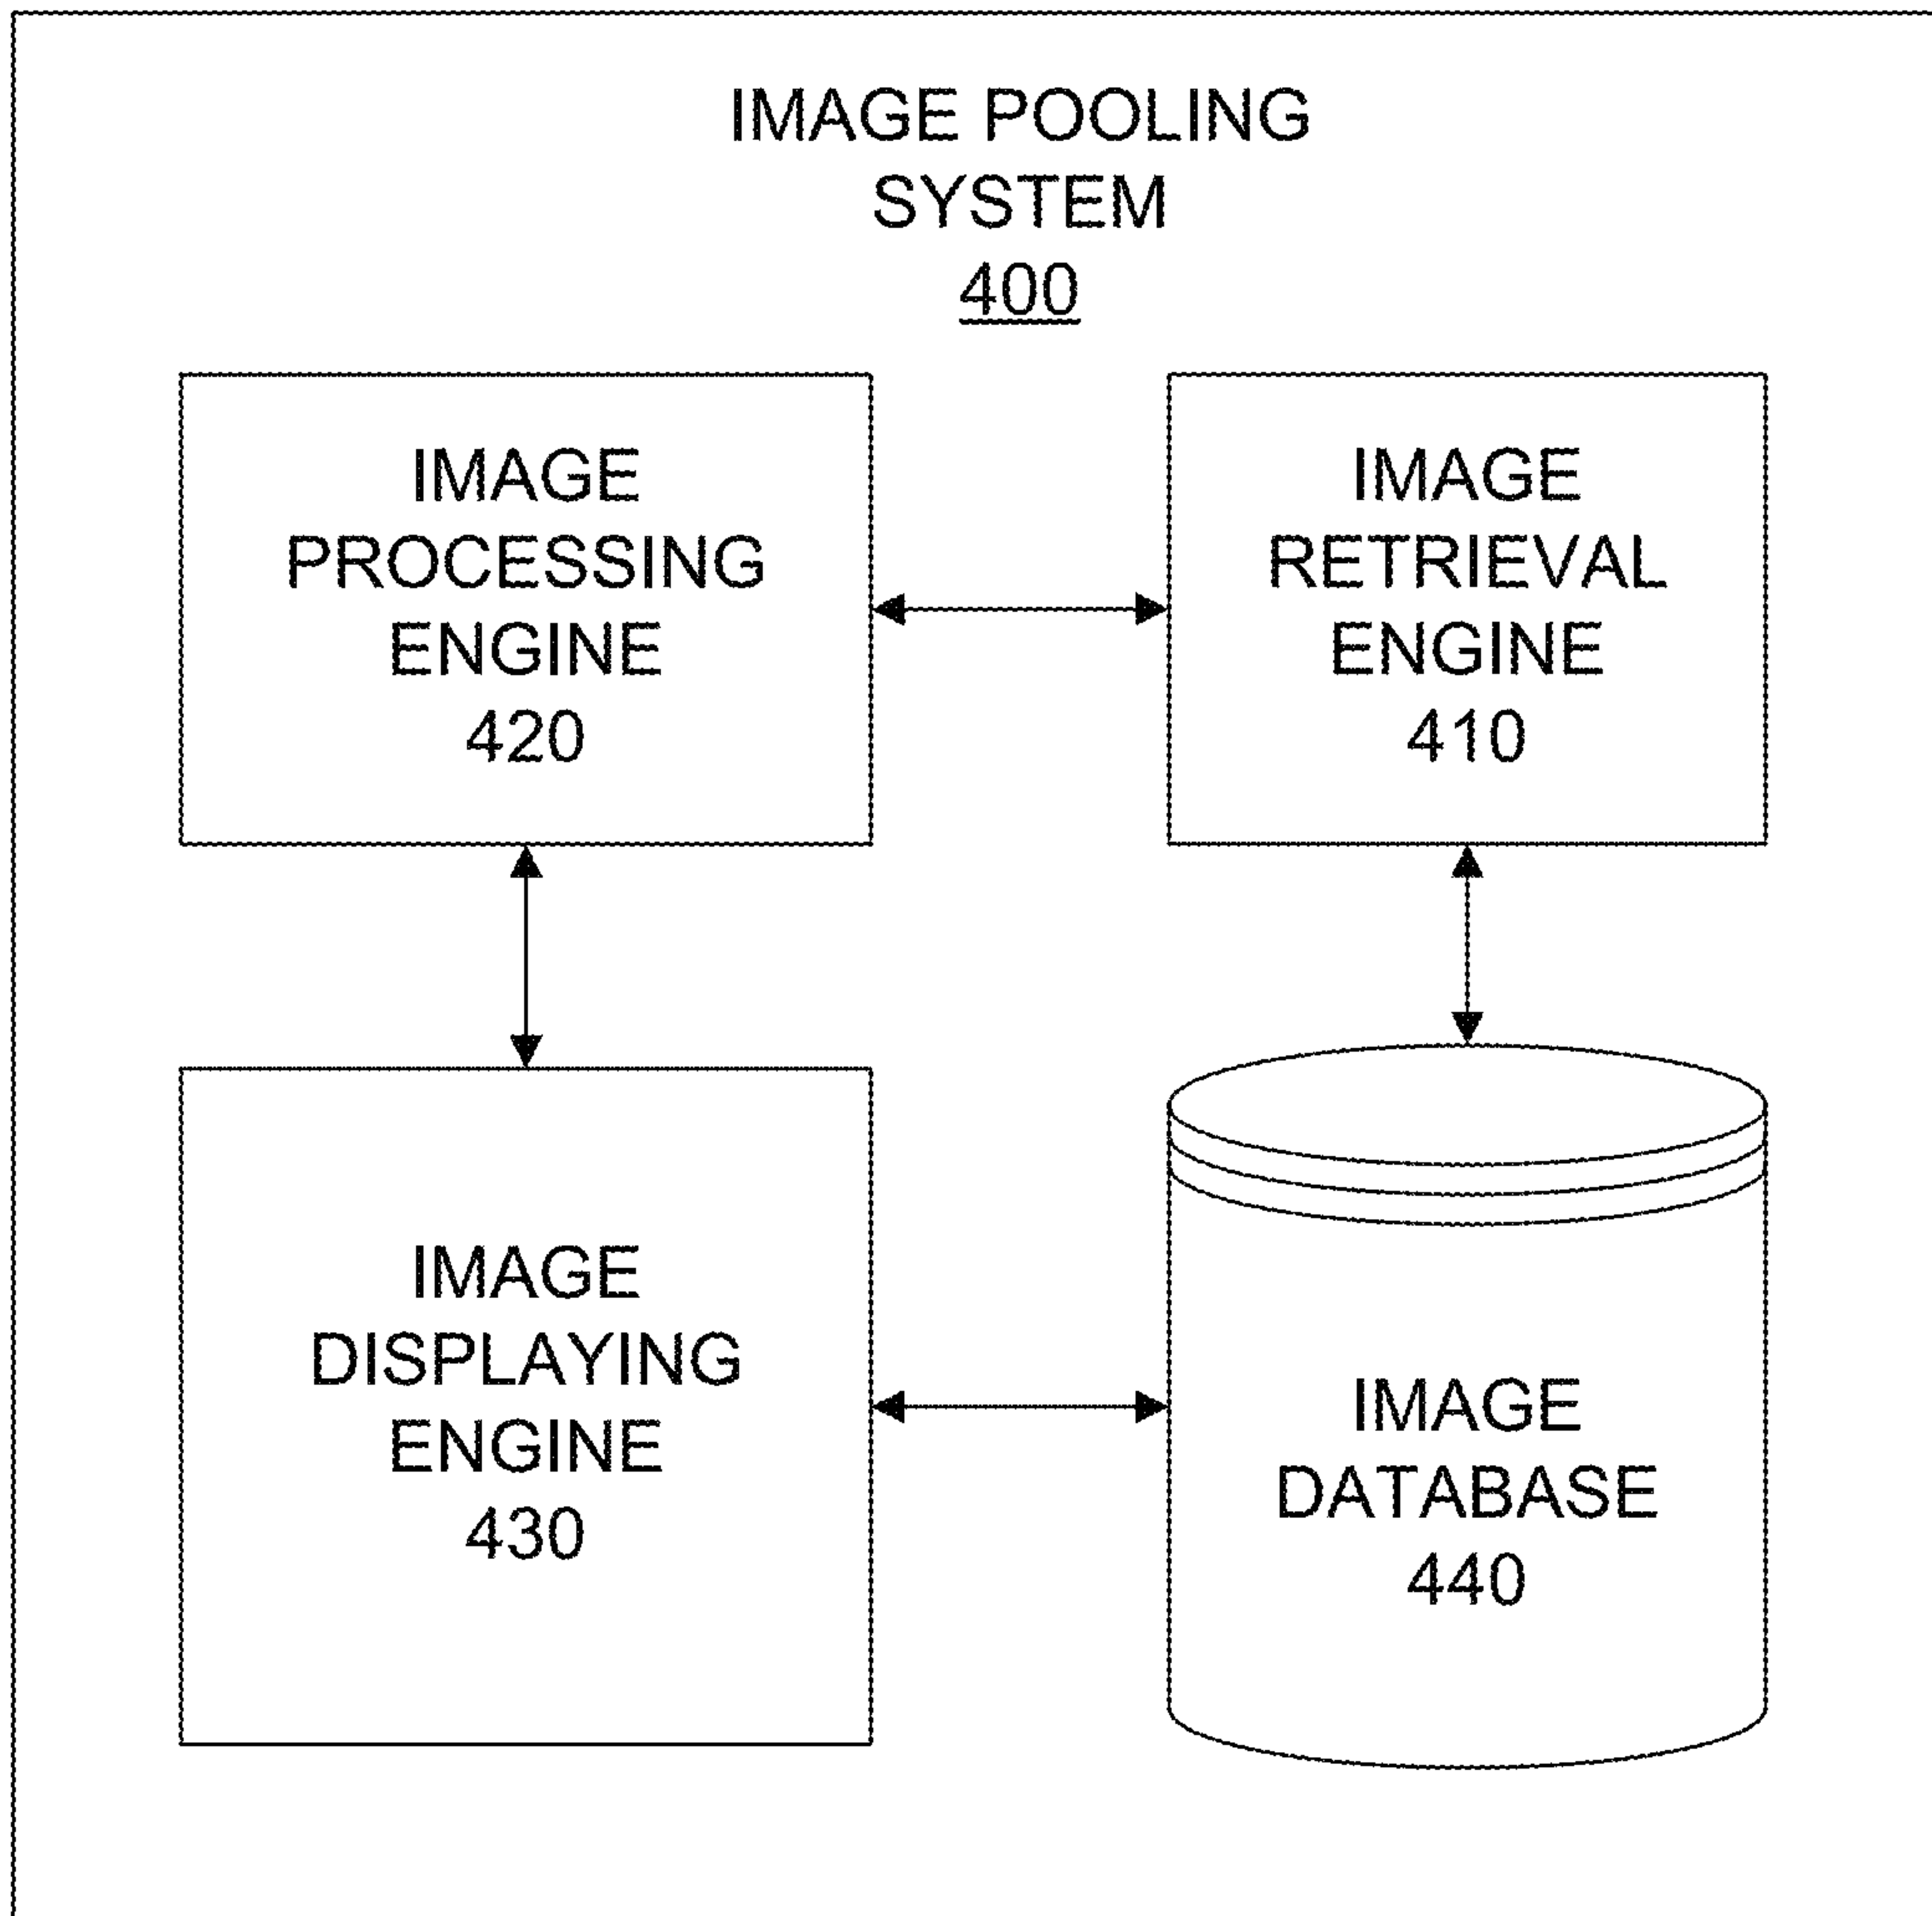 IMAGE POOLING
SYSTEM
400
IMAGE
PROCESSING
ENGINE
420
IMAGE
RETRIEVAL
ENGINE
410
IMAGE
DISPLAYING
ENGINE
430
IMAGE
DATABASE
440